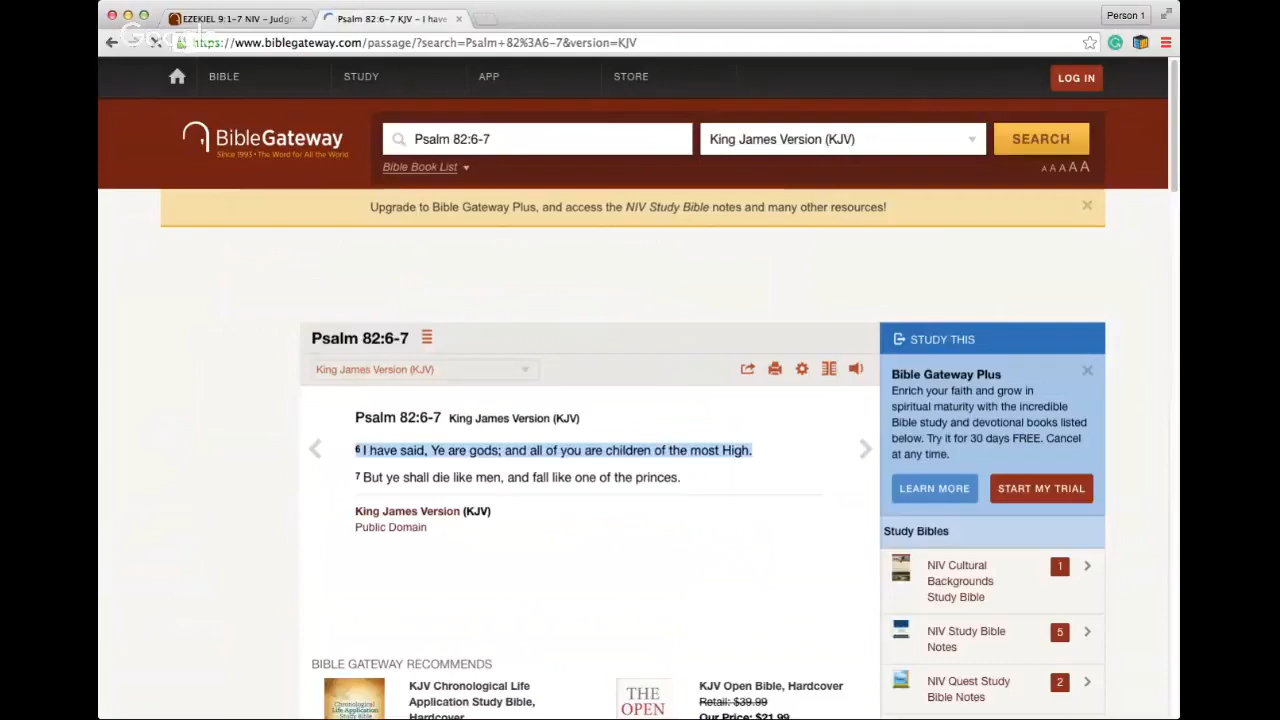 EZEKIEL 9:1-7 NIV – Judgm
Psalm 82:6-7 KJV – I have
Person 1
Google
https://www.biblegateway.com/passage/?search=Psalm+82%3A6-7&version=KJV
BIBLE
STUDY
APP
STORE
LOG IN
BibleGateway
Since 1993 • The Word for All the World
Psalm 82:6-7
King James Version (KJV)
SEARCH
Bible Book List
A A A A A
Upgrade to Bible Gateway Plus, and access the NIV Study Bible notes and many other resources!
Psalm 82:6-7
King James Version (KJV)
Psalm 82:6-7 King James Version (KJV)
6 I have said, Ye are gods; and all of you are children of the most High.
7 But ye shall die like men, and fall like one of the princes.
King James Version (KJV)
Public Domain
STUDY THIS
Bible Gateway Plus
Enrich your faith and grow in
spiritual maturity with the incredible
Bible study and devotional books listed
below. Try it for 30 days FREE. Cancel
at any time.
LEARN MORE
START MY TRIAL
Study Bibles
NIV Cultural
Backgrounds
Study Bible
1
NIV Study Bible
Notes
5
NIV Quest Study
Bible Notes
2
BIBLE GATEWAY RECOMMENDS
KJV Chronological Life
Application Study Bible,
Hardcover
Chronological
THE
OPEN
KJV Open Bible, Hardcover
Retail: $39.99
Our Price: $21.99